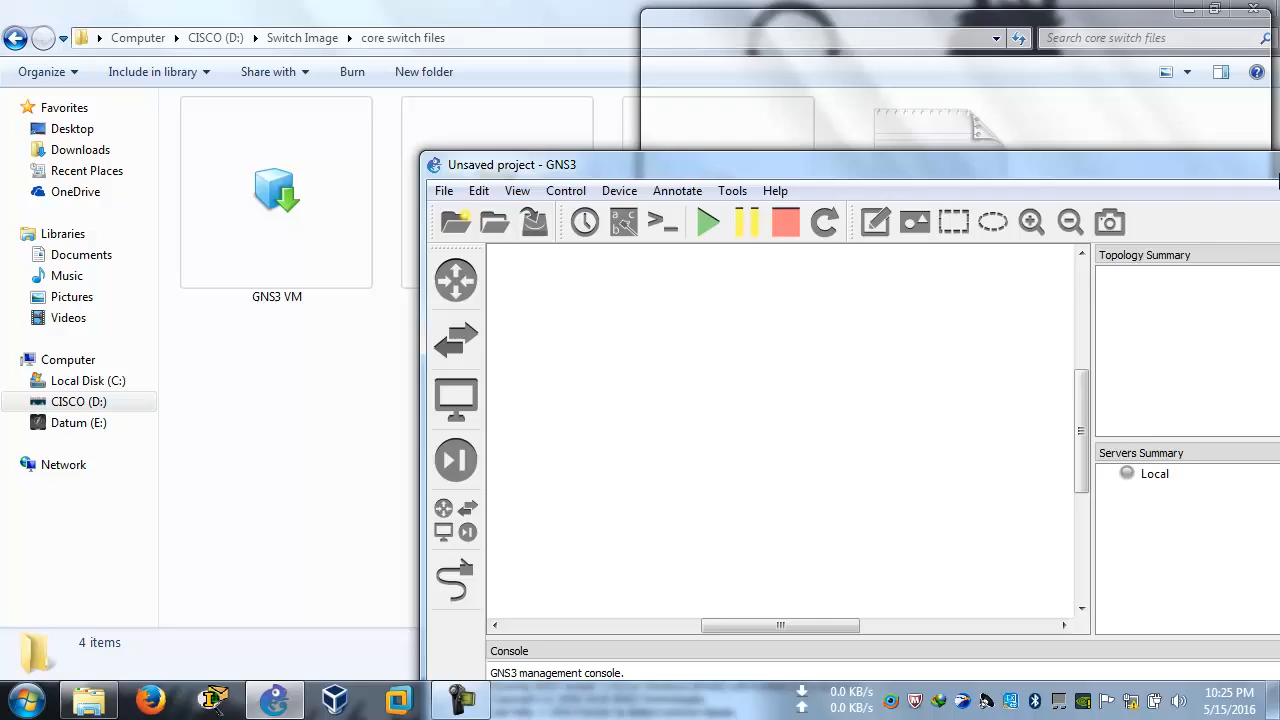 Computer CISCO (D:) Switch Image core switch files
Search core switch files
Organize Include in library Share with Burn New folder
Favorites
Desktop
Downloads
Recent Places
OneDrive
Libraries
Documents
Music
Pictures
Videos
Computer
Local Disk (C:)
CISCO (D:)
Datum (E:)
Network
GNS3 VM
4 items
Unsaved project - GNS3
File Edit View Control Device Annotate Tools Help
Topology Summary
Servers Summary
Local
Console
GNS3 management console.
0.0 KB/s
0.0 KB/s
10:25 PM
5/15/2016